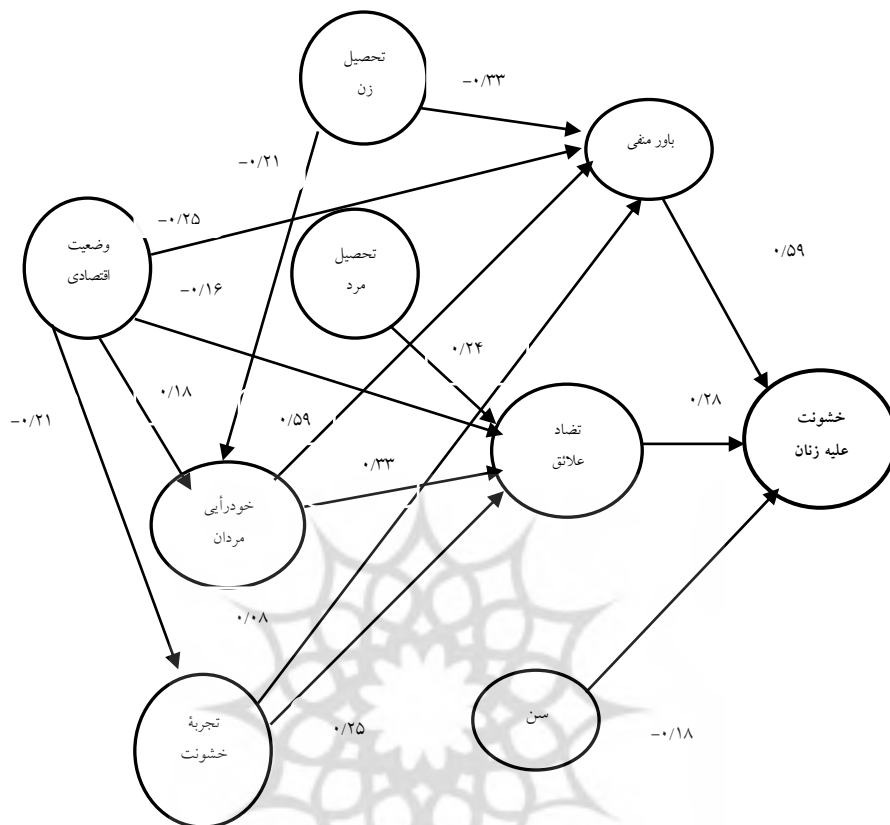 تحصیل
زن
-۰/۳۳
باور منفی
-۰/۲۱
-۰/۲۵
وضعیت
اقتصادی
تحصیل
مرد
۰/۵۹
-۰/۱۶
۰/۲۴
۰/۱۸
۰/۲۸
-۰/۲۱
۰/۵۹
تضاد
علائق
خشونت
علیه زنان
۰/۳۳
خودرأیی
مردان
۰/۰۸
تجربهٔ
خشونت
۰/۲۵
سن
-۰/۱۸